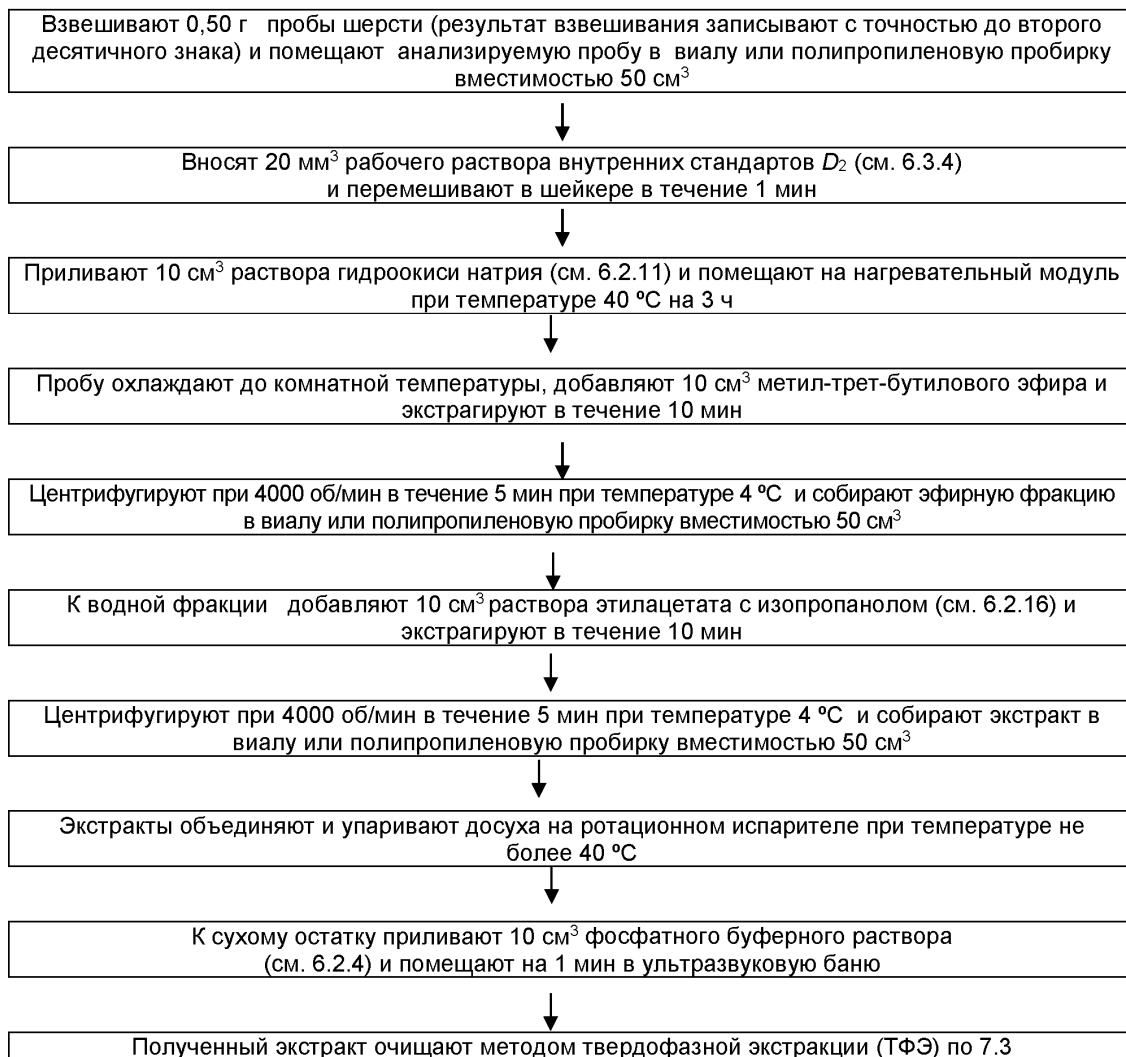 Взвешивают 0,50 г пробы шерсти (результат взвешивания записывают с точностью до второго
десятичного знака) и помещают анализируемую пробу в виалу или полипропиленовую пробирку
вместимостью 50 см³
Вносят 20 мм³ рабочего раствора внутренних стандартов D₂ (см. 6.3.4)
и перемешивают в шейкере в течение 1 мин
Приливают 10 см³ раствора гидроокиси натрия (см. 6.2.11) и помещают на нагревательный модуль
при температуре 40 ºС на 3 ч
Пробу охлаждают до комнатной температуры, добавляют 10 см³ метил-трет-бутилового эфира и
экстрагируют в течение 10 мин
Центрифугируют при 4000 об/мин в течение 5 мин при температуре 4 ºС и собирают эфирную фракцию
в виалу или полипропиленовую пробирку вместимостью 50 см³
К водной фракции добавляют 10 см³ раствора этилацетата с изопропанолом (см. 6.2.16) и
экстрагируют в течение 10 мин
Центрифугируют при 4000 об/мин в течение 5 мин при температуре 4 ºС и собирают экстракт в
виалу или полипропиленовую пробирку вместимостью 50 см³
Экстракты объединяют и упаривают досуха на ротационном испарителе при температуре не
более 40 ºС
К сухому остатку приливают 10 см³ фосфатного буферного раствора
(см. 6.2.4) и помещают на 1 мин в ультразвуковую баню
Полученный экстракт очищают методом твердофазной экстракции (ТФЭ) по 7.3